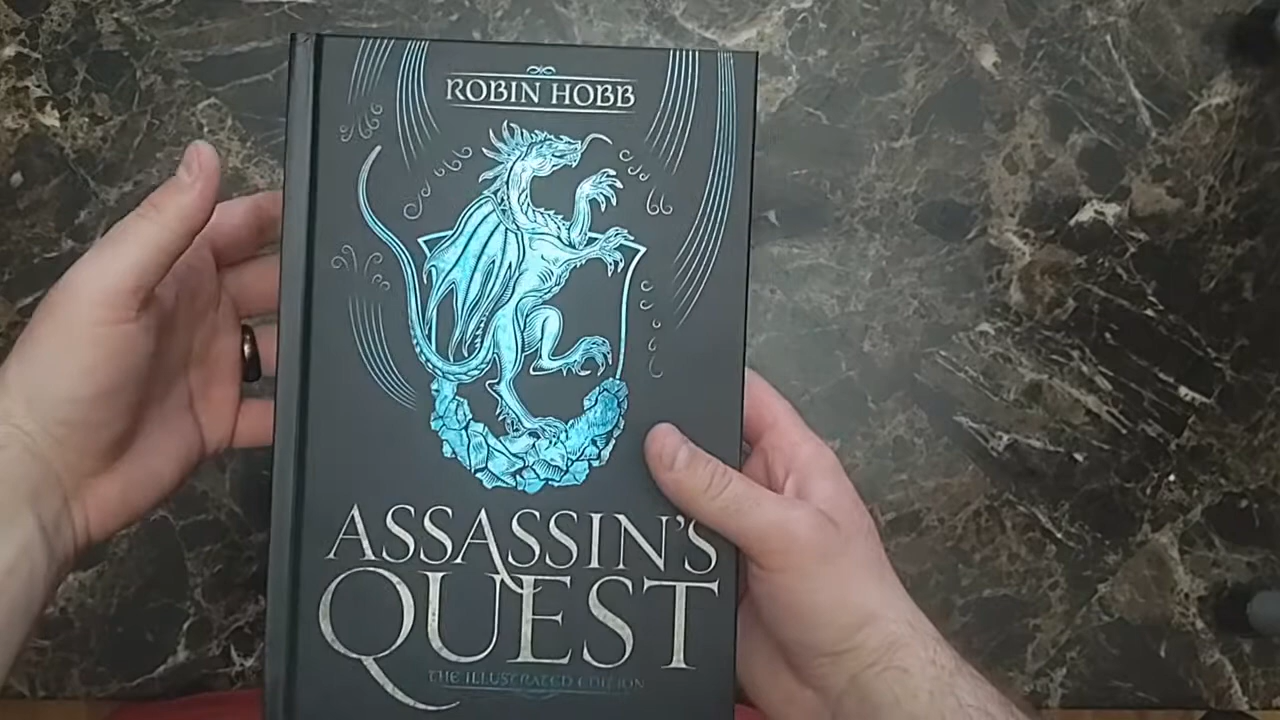 ROBIN HOBB
ASSASSIN'S
QUEST
THE ILLUSTRATED EDITION